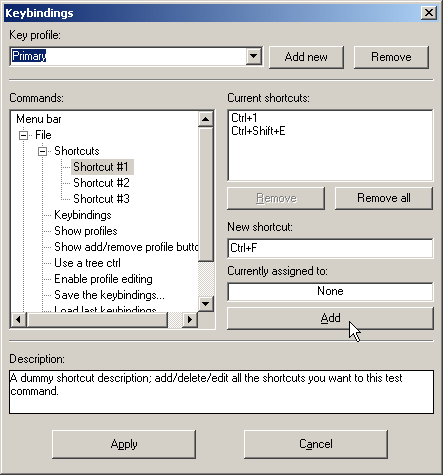 Keybindings
Key profile:
Primary
Add new
Remove
Commands:
Menu bar
File
Shortcuts
Shortcut #1
Shortcut #2
Shortcut #3
Keybindings
Show profiles
Show add/remove profile butto
Use a tree ctrl
Enable profile editing
Save the keybindings...
Load last keybindings
Current shortcuts:
Ctrl+1
Ctrl+Shift+E
Remove
Remove all
New shortcut:
Ctrl+F
Currently assigned to:
None
Add
Description:
A dummy shortcut description; add/delete/edit all the shortcuts you want to this test
command.
Apply
Cancel